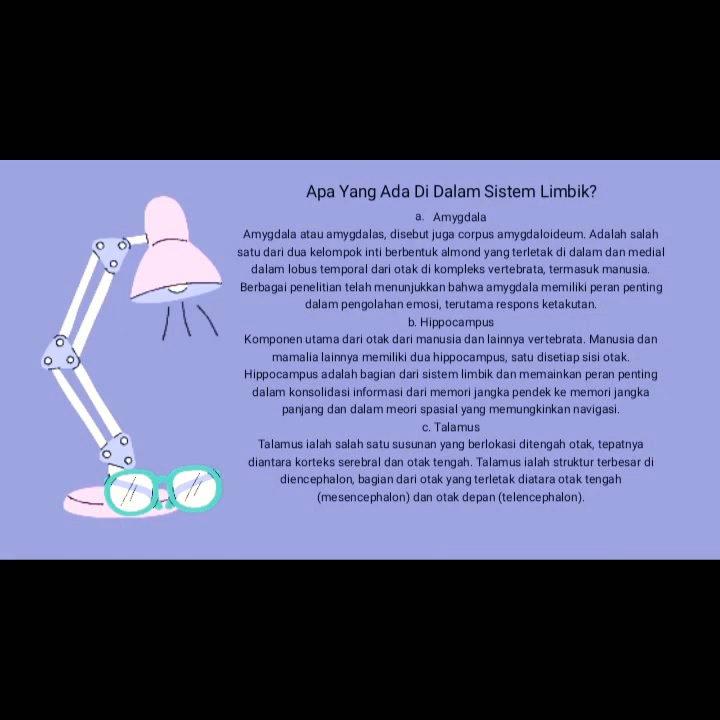 Apa Yang Ada Di Dalam Sistem Limbik?
a. Amygdala
Amygdala atau amygdalas, disebut juga corpus amygdaloideum. Adalah salah
satu dari dua kelompok inti berbentuk almond yang terletak di dalam dan medial
dalam lobus temporal dari otak di kompleks vertebrata, termasuk manusia.
Berbagai penelitian telah menunjukkan bahwa amygdala memiliki peran penting
dalam pengolahan emosi, terutama respons ketakutan.
b. Hippocampus
Komponen utama dari otak dari manusia dan lainnya vertebrata. Manusia dan
mamalia lainnya memiliki dua hippocampus, satu disetiap sisi otak.
Hippocampus adalah bagian dari sistem limbik dan memainkan peran penting
dalam konsolidasi informasi dari memori jangka pendek ke memori jangka
panjang dan dalam meori spasial yang memungkinkan navigasi.
c. Talamus
Talamus ialah salah satu susunan yang berlokasi ditengah otak, tepatnya
diantara korteks serebral dan otak tengah. Talamus ialah struktur terbesar di
diencephalon, bagian dari otak yang terletak diatara otak tengah
(mesencephalon) dan otak depan (telencephalon).